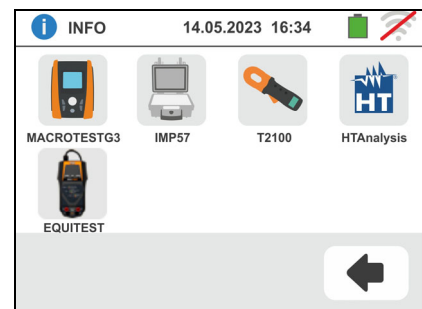 INFO 14.05.2023 16:34
MACROTESTG3 IMP57 T2100 HTAnalysis
HT
EQUITEST